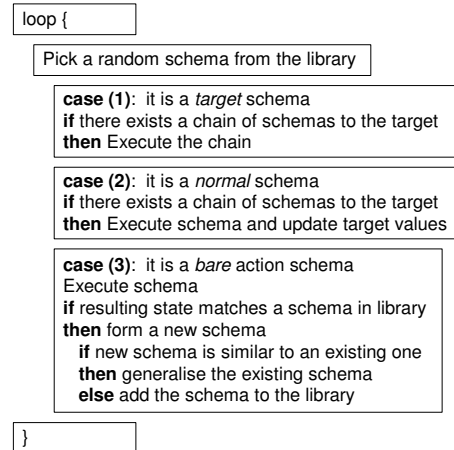 loop {
Pick a random schema from the library
case (1): it is a target schema
if there exists a chain of schemas to the target
then Execute the chain
case (2): it is a normal schema
if there exists a chain of schemas to the target
then Execute schema and update target values
case (3): it is a bare action schema
Execute schema
if resulting state matches a schema in library
then form a new schema
if new schema is similar to an existing one
then generalise the existing schema
else add the schema to the library
}